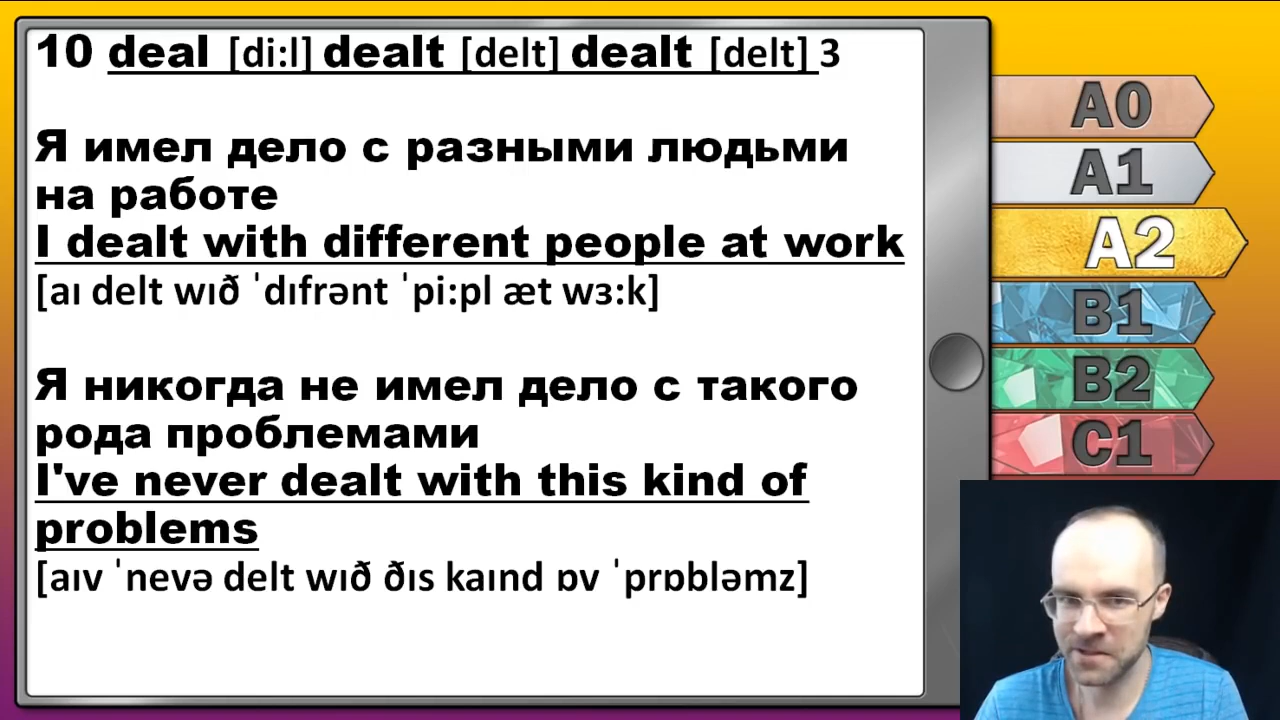 10 deal [di:l] dealt [delt] dealt [delt] 3
Я имел дело с разными людьми
на работе
I dealt with different people at work
[aɪ delt wɪð ˈdɪfrənt ˈpi:pl æt wɜ:k]
Я никогда не имел дело с такого
рода проблемами
I've never dealt with this kind of
problems
[aɪv ˈnevə delt wɪð ðɪs kaɪnd ɒv ˈprɒbləmz]
A0
A1
A2
B1
B2
C1